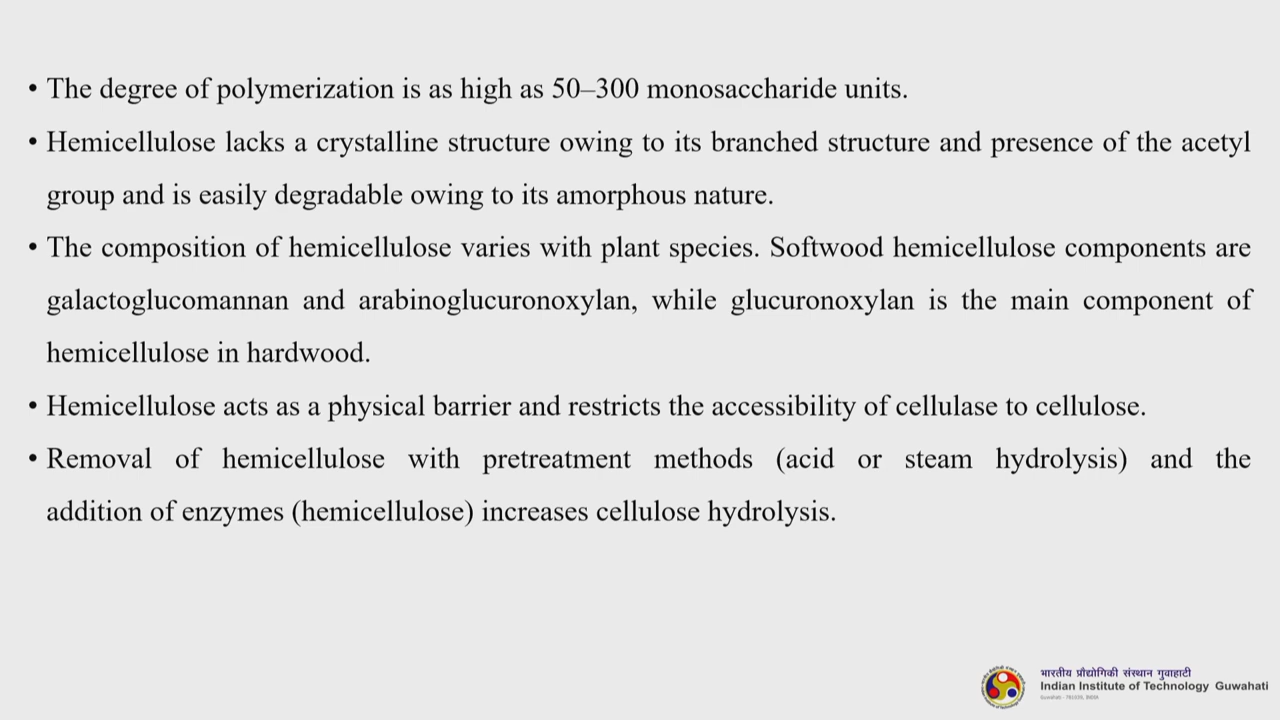 • The degree of polymerization is as high as 50–300 monosaccharide units.
• Hemicellulose lacks a crystalline structure owing to its branched structure and presence of the acetyl
group and is easily degradable owing to its amorphous nature.
• The composition of hemicellulose varies with plant species. Softwood hemicellulose components are
galactoglucomannan and arabinoglucuronoxylan, while glucuronoxylan is the main component of
hemicellulose in hardwood.
• Hemicellulose acts as a physical barrier and restricts the accessibility of cellulase to cellulose.
• Removal of hemicellulose with pretreatment methods (acid or steam hydrolysis) and the
addition of enzymes (hemicellulose) increases cellulose hydrolysis.
भारतीय प्रौद्योगिकी संस्थान गुवाहाटी
Indian Institute of Technology Guwahati
Guwahati - 781039, INDIA